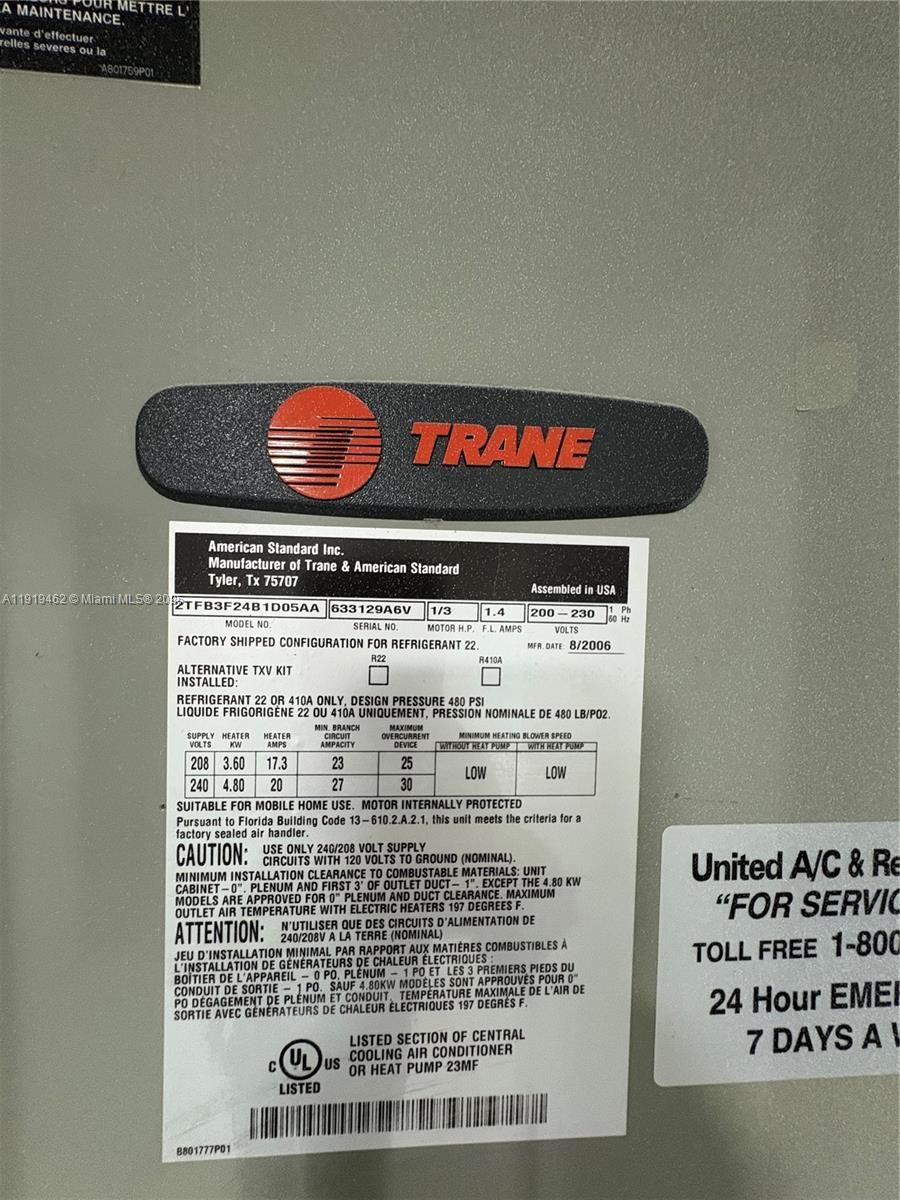 POUR METTRE L'
LA MAINTENANCE.
vante d'effectuer
relles severes ou la
A801759P01
TRANE
American Standard Inc.
Manufacturer of Trane & American Standard
Tyler, Tx 75707
Assembled in USA
A11919462 © Miami MLS®
2TFB3F24B1D05AA 633129A6V 1/3 1.4 200-230 1 Ph 60 Hz
MODEL NO. SERIAL NO. MOTOR H.P. F.L. AMPS VOLTS
FACTORY SHIPPED CONFIGURATION FOR REFRIGERANT 22. MFR. DATE 8/2006
ALTERNATIVE TXV KIT INSTALLED: R22 R410A
REFRIGERANT 22 OR 410A ONLY, DESIGN PRESSURE 480 PSI
LIQUIDE FRIGORIGÈNE 22 OU 410A UNIQUEMENT, PRESSION NOMINALE DE 480 LB/PO2.
SUPPLY VOLTS HEATER KW HEATER AMPS MIN. BRANCH CIRCUIT AMPACITY MAXIMUM OVERCURRENT DEVICE MINIMUM HEATING BLOWER SPEED
WITHOUT HEAT PUMP WITH HEAT PUMP
208 3.60 17.3 23 25 LOW LOW
240 4.80 20 27 30
SUITABLE FOR MOBILE HOME USE. MOTOR INTERNALLY PROTECTED
Pursuant to Florida Building Code 13-610.2.A.2.1, this unit meets the criteria for a
factory sealed air handler.
CAUTION: USE ONLY 240/208 VOLT SUPPLY
CIRCUITS WITH 120 VOLTS TO GROUND (NOMINAL).
MINIMUM INSTALLATION CLEARANCE TO COMBUSTABLE MATERIALS: UNIT
CABINET-0". PLENUM AND FIRST 3' OF OUTLET DUCT- 1". EXCEPT THE 4.80 KW
MODELS ARE APPROVED FOR 0" PLENUM AND DUCT CLEARANCE. MAXIMUM
OUTLET AIR TEMPERATURE WITH ELECTRIC HEATERS 197 DEGREES F.
ATTENTION: N'UTILISER QUE DES CIRCUITS D'ALIMENTATION DE
240/208V A LA TERRE (NOMINAL)
JEU D'INSTALLATION MINIMAL PAR RAPPORT AUX MATIÈRES COMBUSTIBLES À
L'INSTALLATION DE GÉNÉRATEURS DE CHALEUR ÉLECTRIQUES :
BOÎTIER DE L'APPAREIL - 0 PO, PLÉNUM - 1 PO ET LES 3 PREMIERS PIEDS DU
CONDUIT DE SORTIE - 1 PO. SAUF 4.80KW MODÈLES SONT APPROUVÉS POUR 0"
PO DÉGAGEMENT DE PLÉNUM ET CONDUIT. TEMPÉRATURE MAXIMALE DE L'AIR DE
SORTIE AVEC GÉNÉRATEURS DE CHALEUR ÉLECTRIQUES 197 DEGRÉS F.
C UL US
LISTED
LISTED SECTION OF CENTRAL
COOLING AIR CONDITIONER
OR HEAT PUMP 23MF
B801777P01
United A/C & Re
"FOR SERVIC
TOLL FREE 1-800
24 Hour EMER
7 DAYS A W